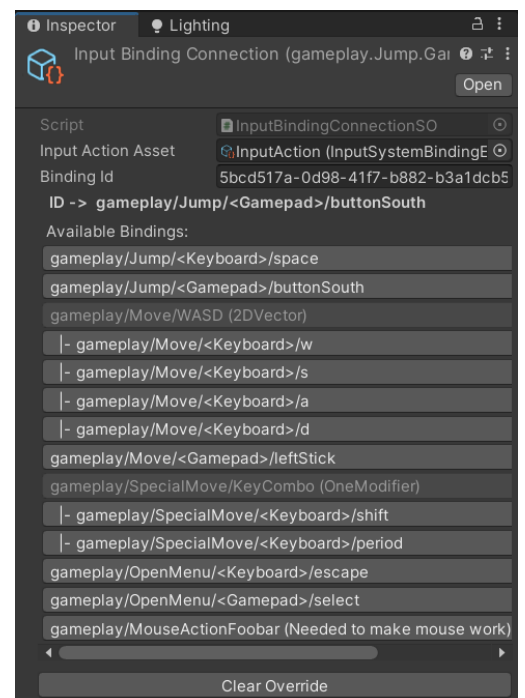 Inspector Lighting
Input Binding Connection (gameplay.Jump.Gai
Open
Script InputBindingConnectionSO
Input Action Asset InputAction (InputSystemBindingE
Binding Id 5bcd517a-0d98-41f7-b882-b3a1dcb5
ID -> gameplay/Jump/<Gamepad>/buttonSouth
Available Bindings:
gameplay/Jump/<Keyboard>/space
gameplay/Jump/<Gamepad>/buttonSouth
gameplay/Move/WASD (2DVector)
|- gameplay/Move/<Keyboard>/w
|- gameplay/Move/<Keyboard>/s
|- gameplay/Move/<Keyboard>/a
|- gameplay/Move/<Keyboard>/d
gameplay/Move/<Gamepad>/leftStick
gameplay/SpecialMove/KeyCombo (OneModifier)
|- gameplay/SpecialMove/<Keyboard>/shift
|- gameplay/SpecialMove/<Keyboard>/period
gameplay/OpenMenu/<Keyboard>/escape
gameplay/OpenMenu/<Gamepad>/select
gameplay/MouseActionFoobar (Needed to make mouse work)
Clear Override